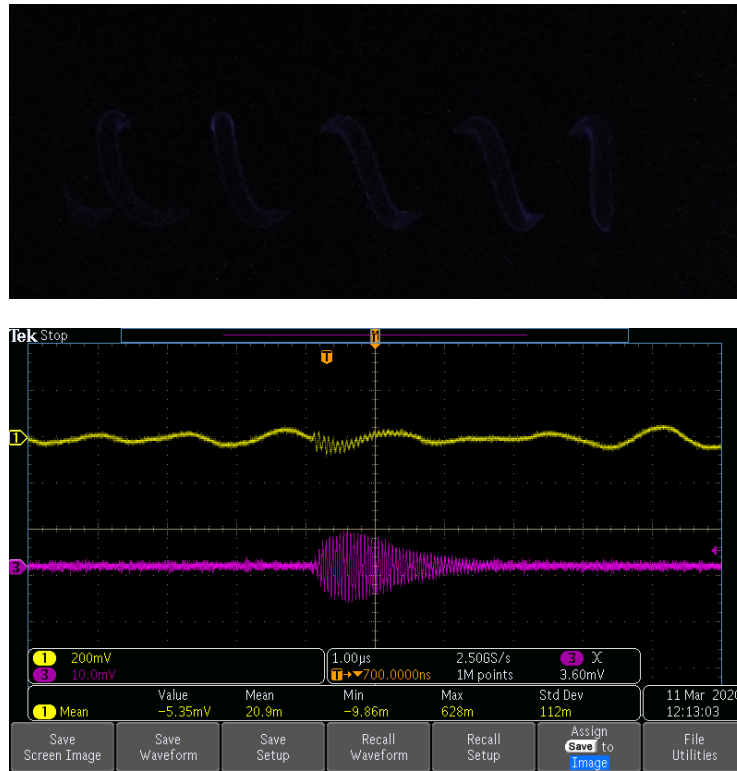 Tek Stop
T
T
1
3
1 200mV
3 10.0mV
1.00µs 2.50GS/s 3
T→▼700.0000ns 1M points 3.60mV
Value Mean Min Max Std Dev
1 Mean −5.35mV 20.9m −9.86m 628m 112m
11 Mar 2020
12:13:03
Save Screen Image
Save Waveform
Save Setup
Recall Waveform
Recall Setup
Assign Save to Image
File Utilities